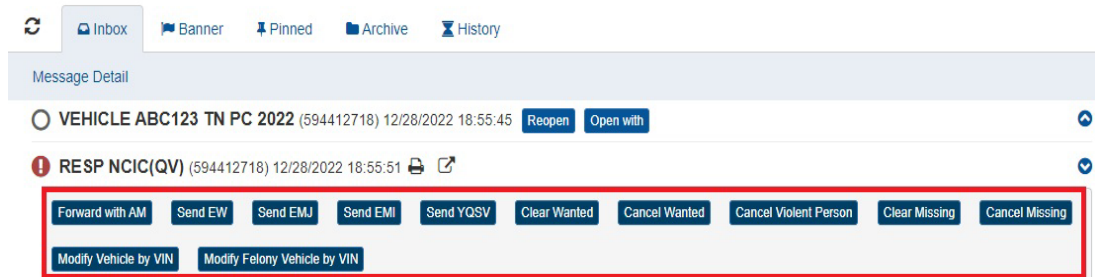 Inbox Banner Pinned Archive History
Message Detail
VEHICLE ABC123 TN PC 2022 (594412718) 12/28/2022 18:55:45 Reopen Open with
RESP NCIC(QV) (594412718) 12/28/2022 18:55:51
Forward with AM Send EW Send EMJ Send EMI Send YQSV Clear Wanted Cancel Wanted Cancel Violent Person Clear Missing Cancel Missing
Modify Vehicle by VIN Modify Felony Vehicle by VIN